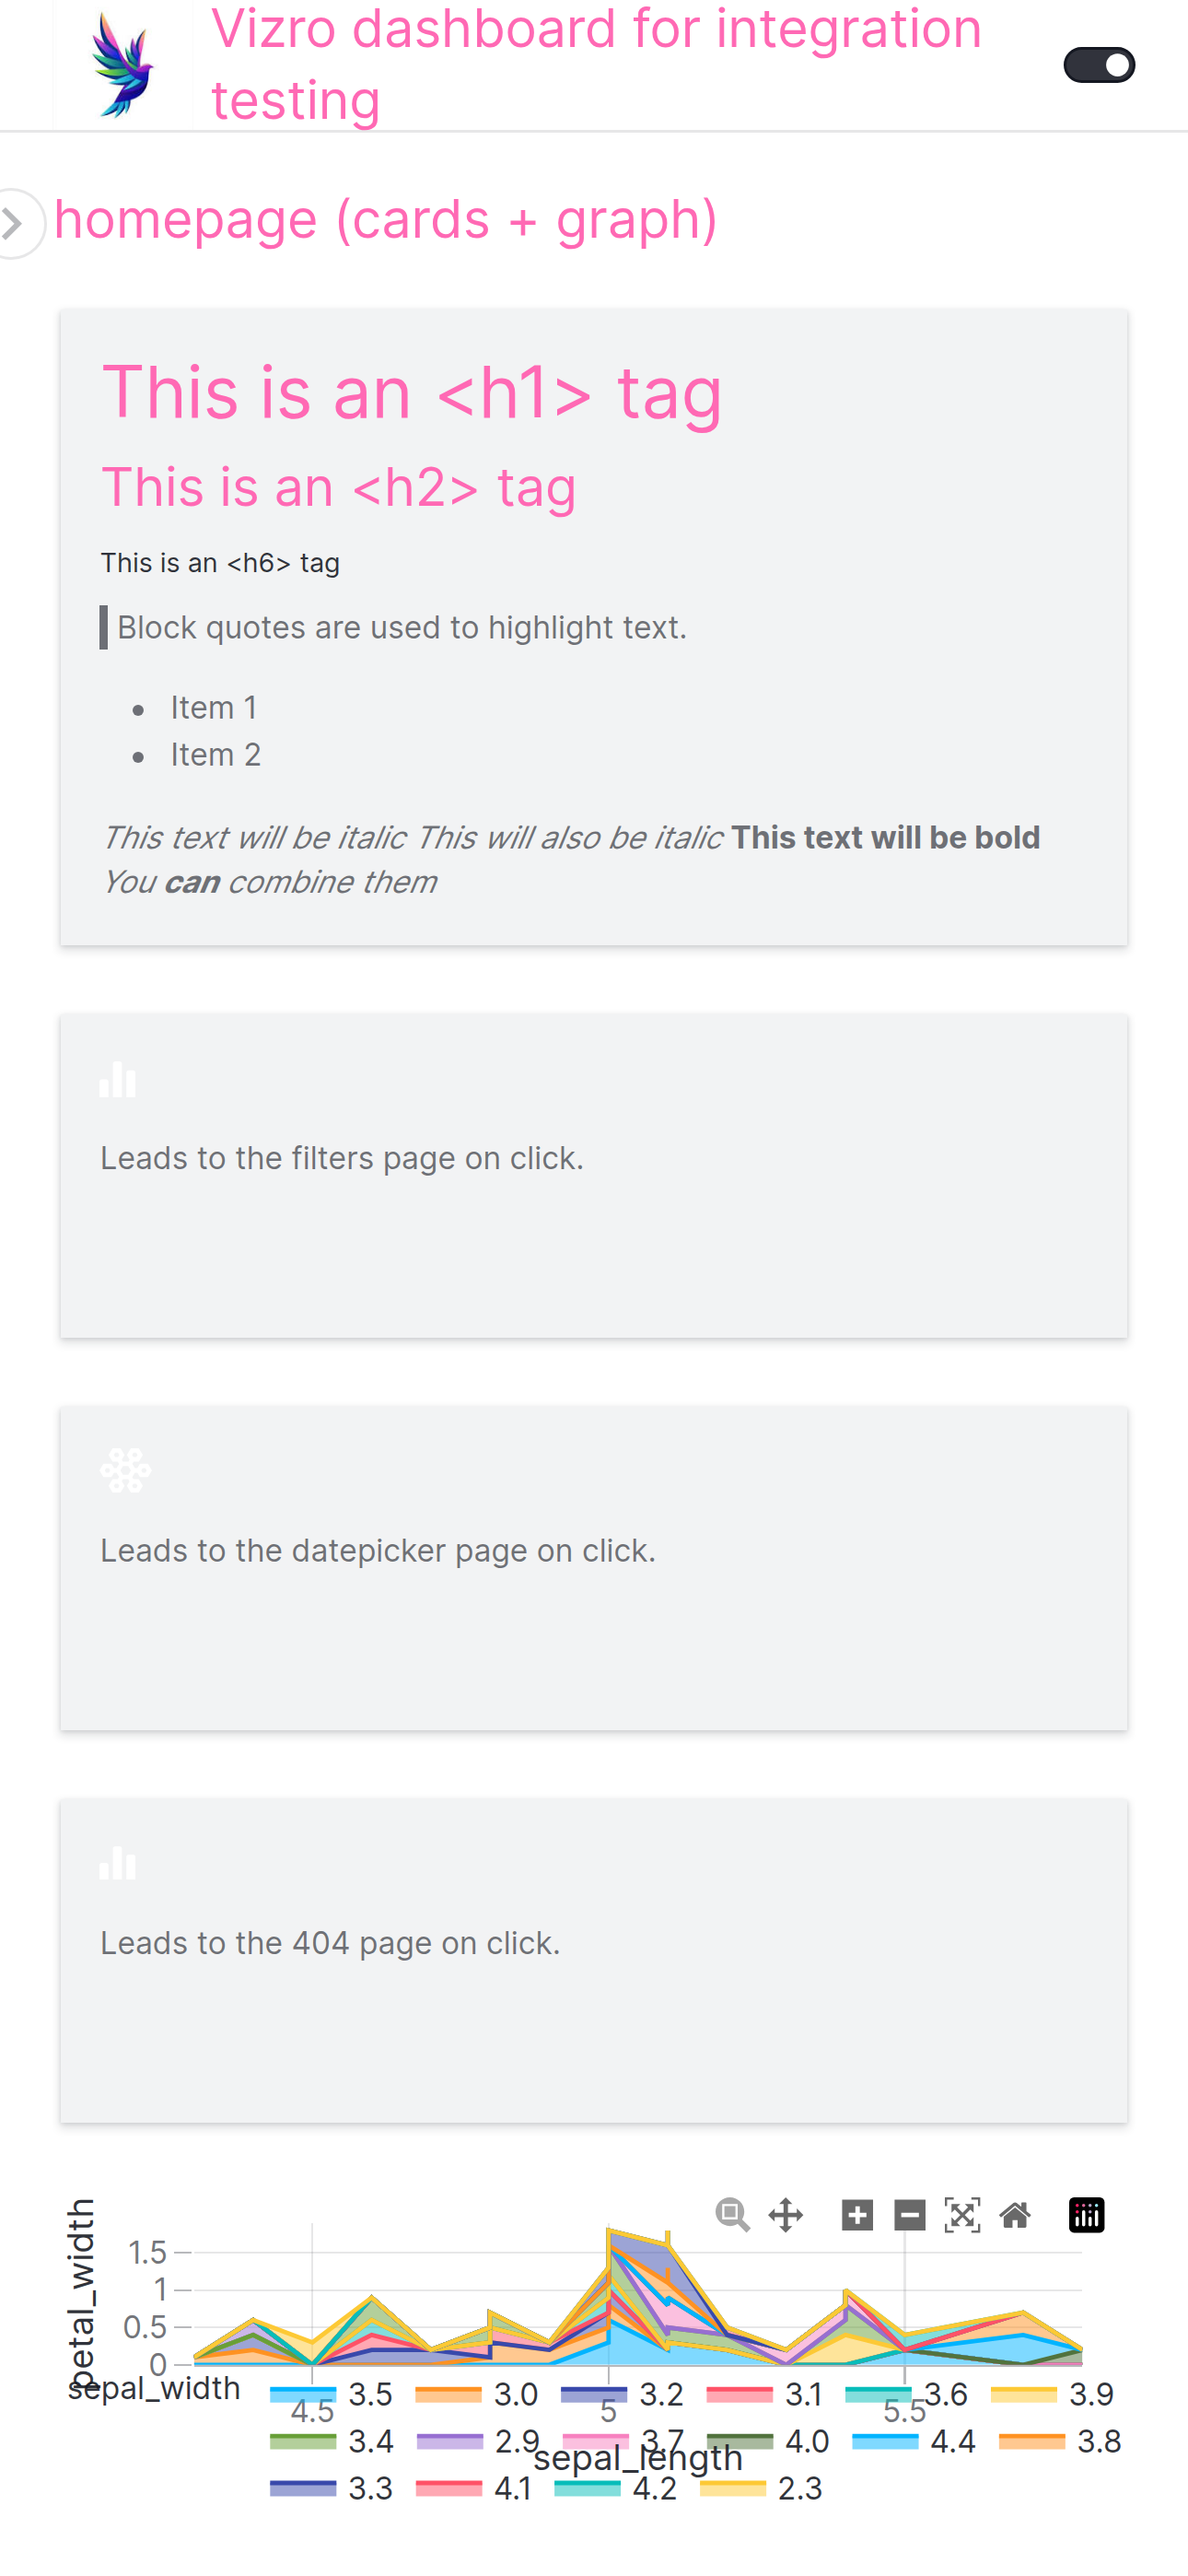 Vizro dashboard for integration
testing
homepage (cards + graph)
This is an <h1> tag
This is an <h2> tag
This is an <h6> tag
Block quotes are used to highlight text.
Item 1
Item 2
This text will be italic This will also be italic This text will be bold
You can combine them
Leads to the filters page on click.
Leads to the datepicker page on click.
Leads to the 404 page on click.
petal_width
1.5
1
0.5
0
4.5 5 5.5
sepal_length
sepal_width
3.5 3.0 3.2 3.1 3.6 3.9
3.4 2.9 3.7 4.0 4.4 3.8
3.3 4.1 4.2 2.3